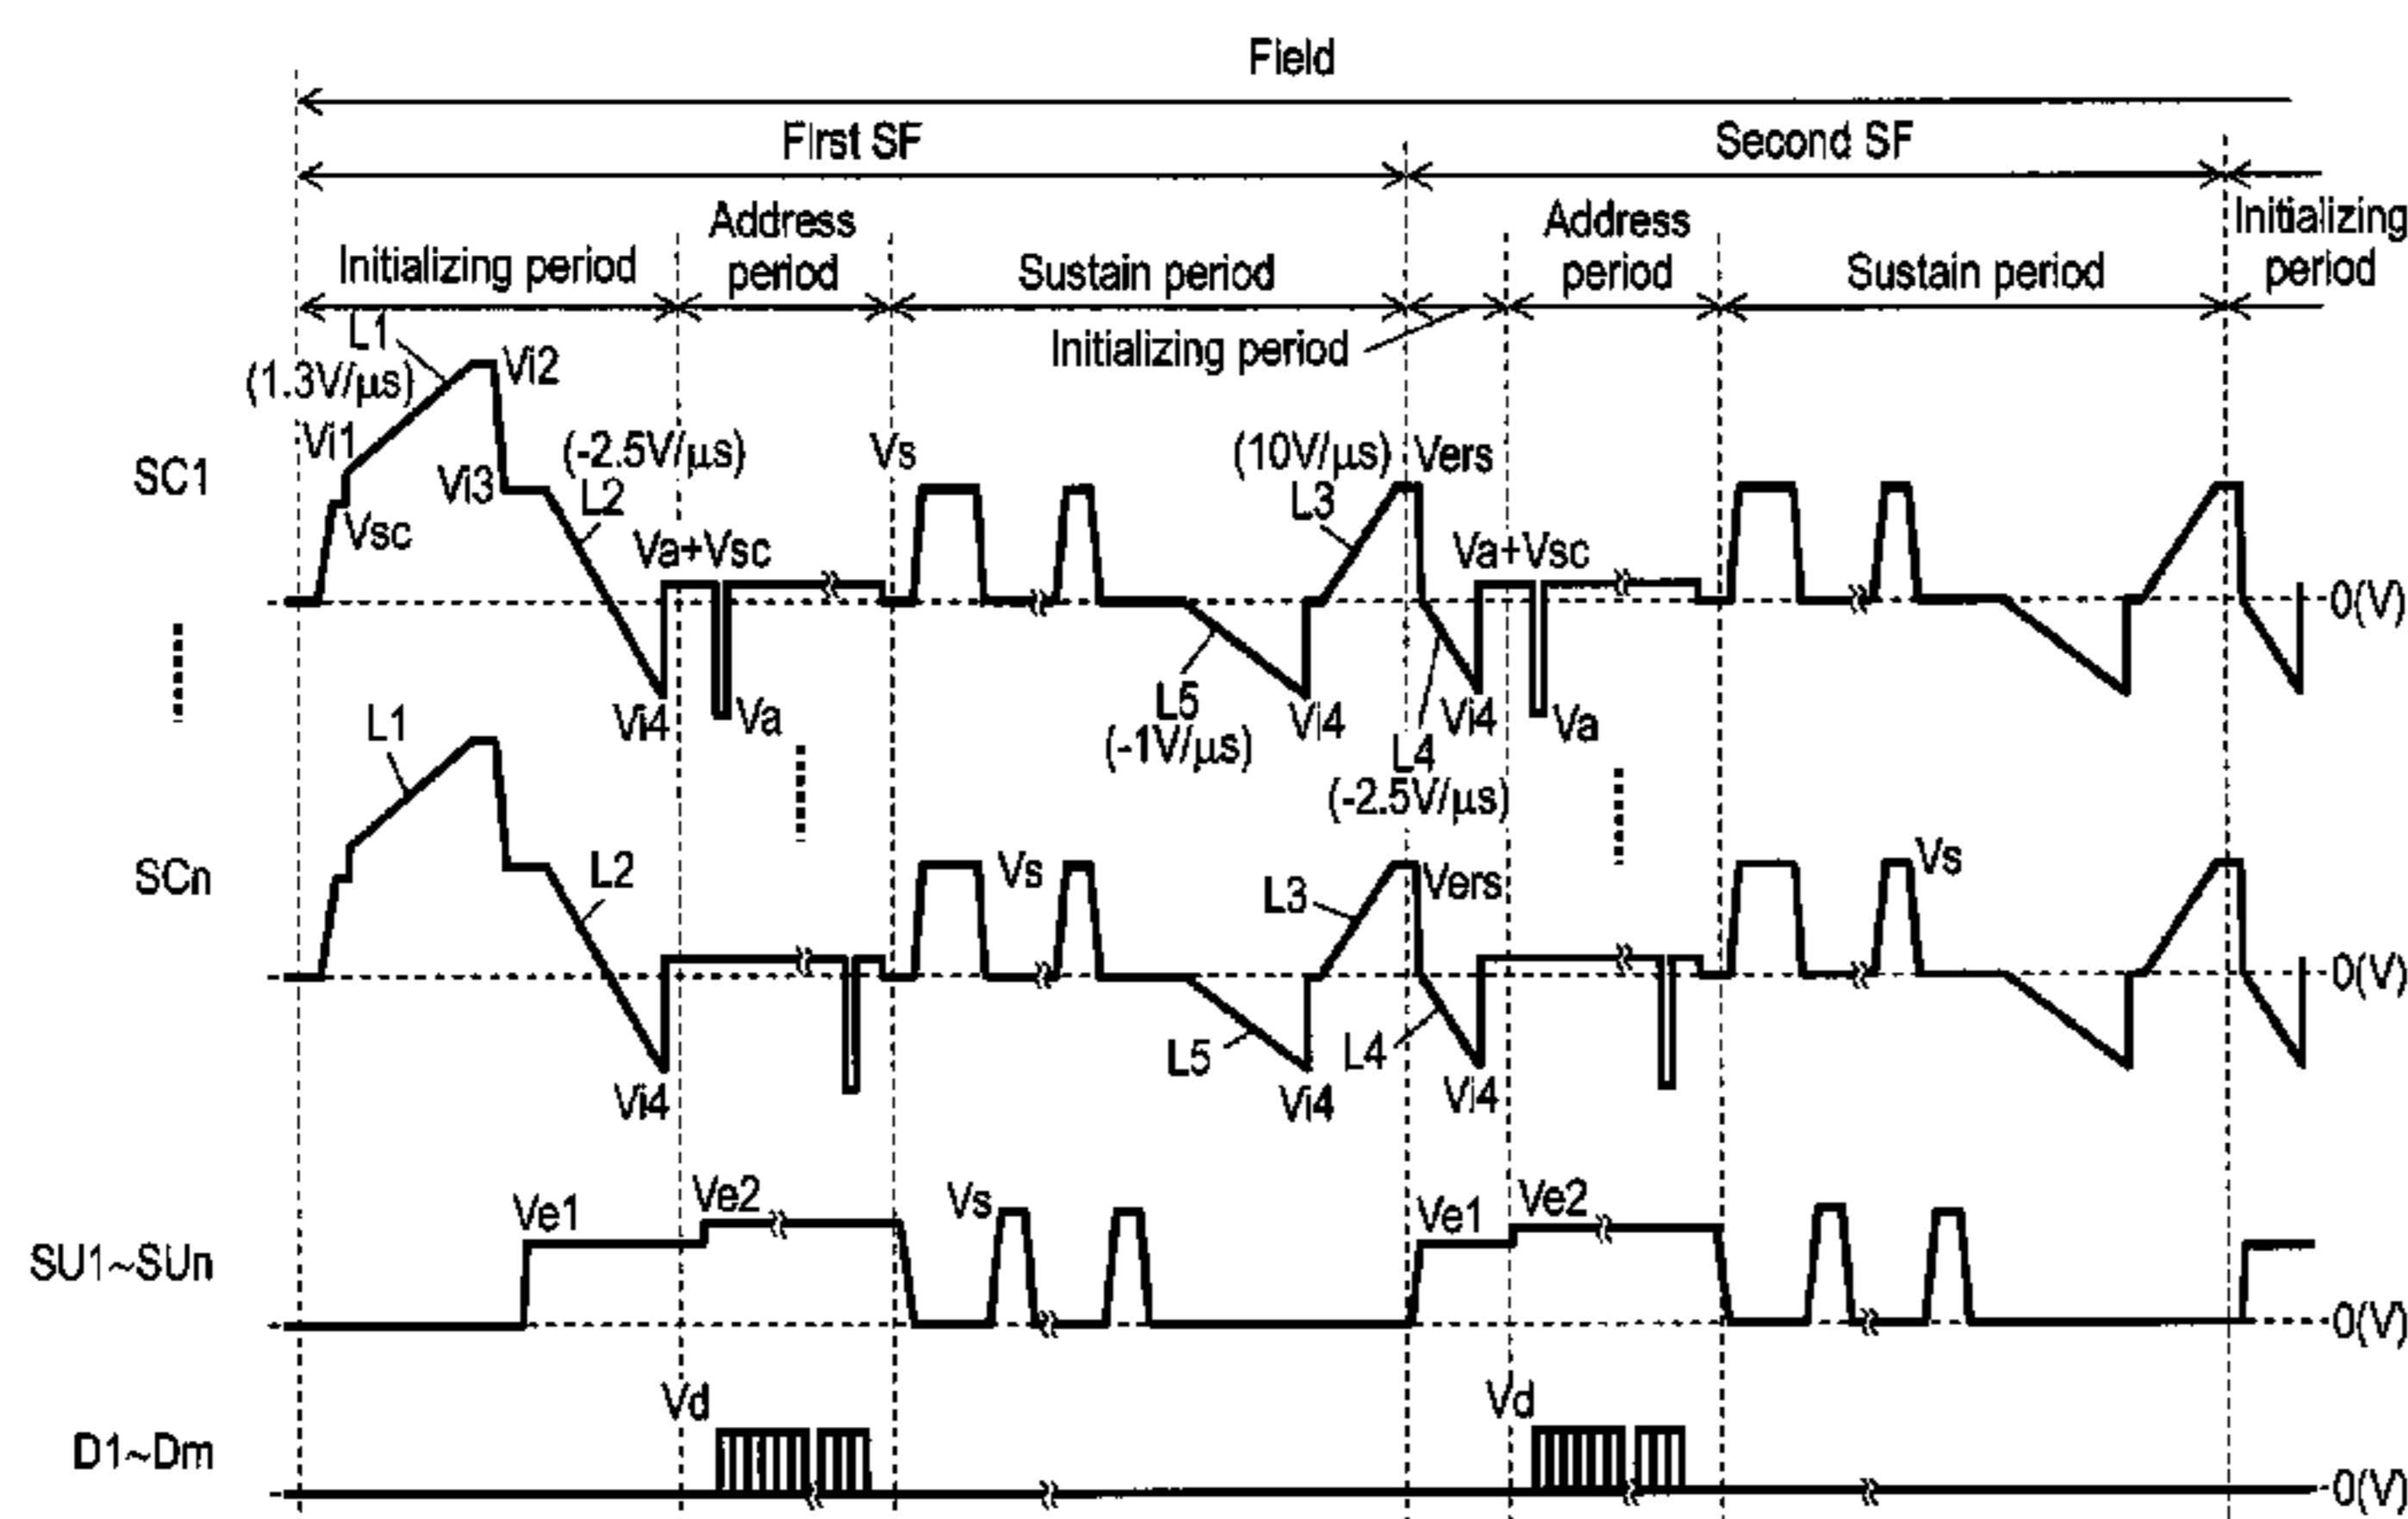 Field
First SF
Second SF
Initializing period
Address period
Sustain period
Initializing period
Address period
Sustain period
Initializing period
SC1
L1
(1.3V/μs)
Vi1
Vi2
Vsc
Vi3
(-2.5V/μs)
L2
Va+Vsc
Vi4
Va
Vs
L5
(-1V/μs)
Vi4
(10V/μs)
L3
Vers
L4
(-2.5V/μs)
Vi4
Va+Vsc
Va
0(V)
SCn
L1
L2
Vi4
Vs
L5
Vi4
L3
Vers
L4
Vi4
Vs
0(V)
SU1~SUn
Ve1
Ve2
Vs
Ve1
Ve2
0(V)
D1~Dm
Vd
Vd
0(V)